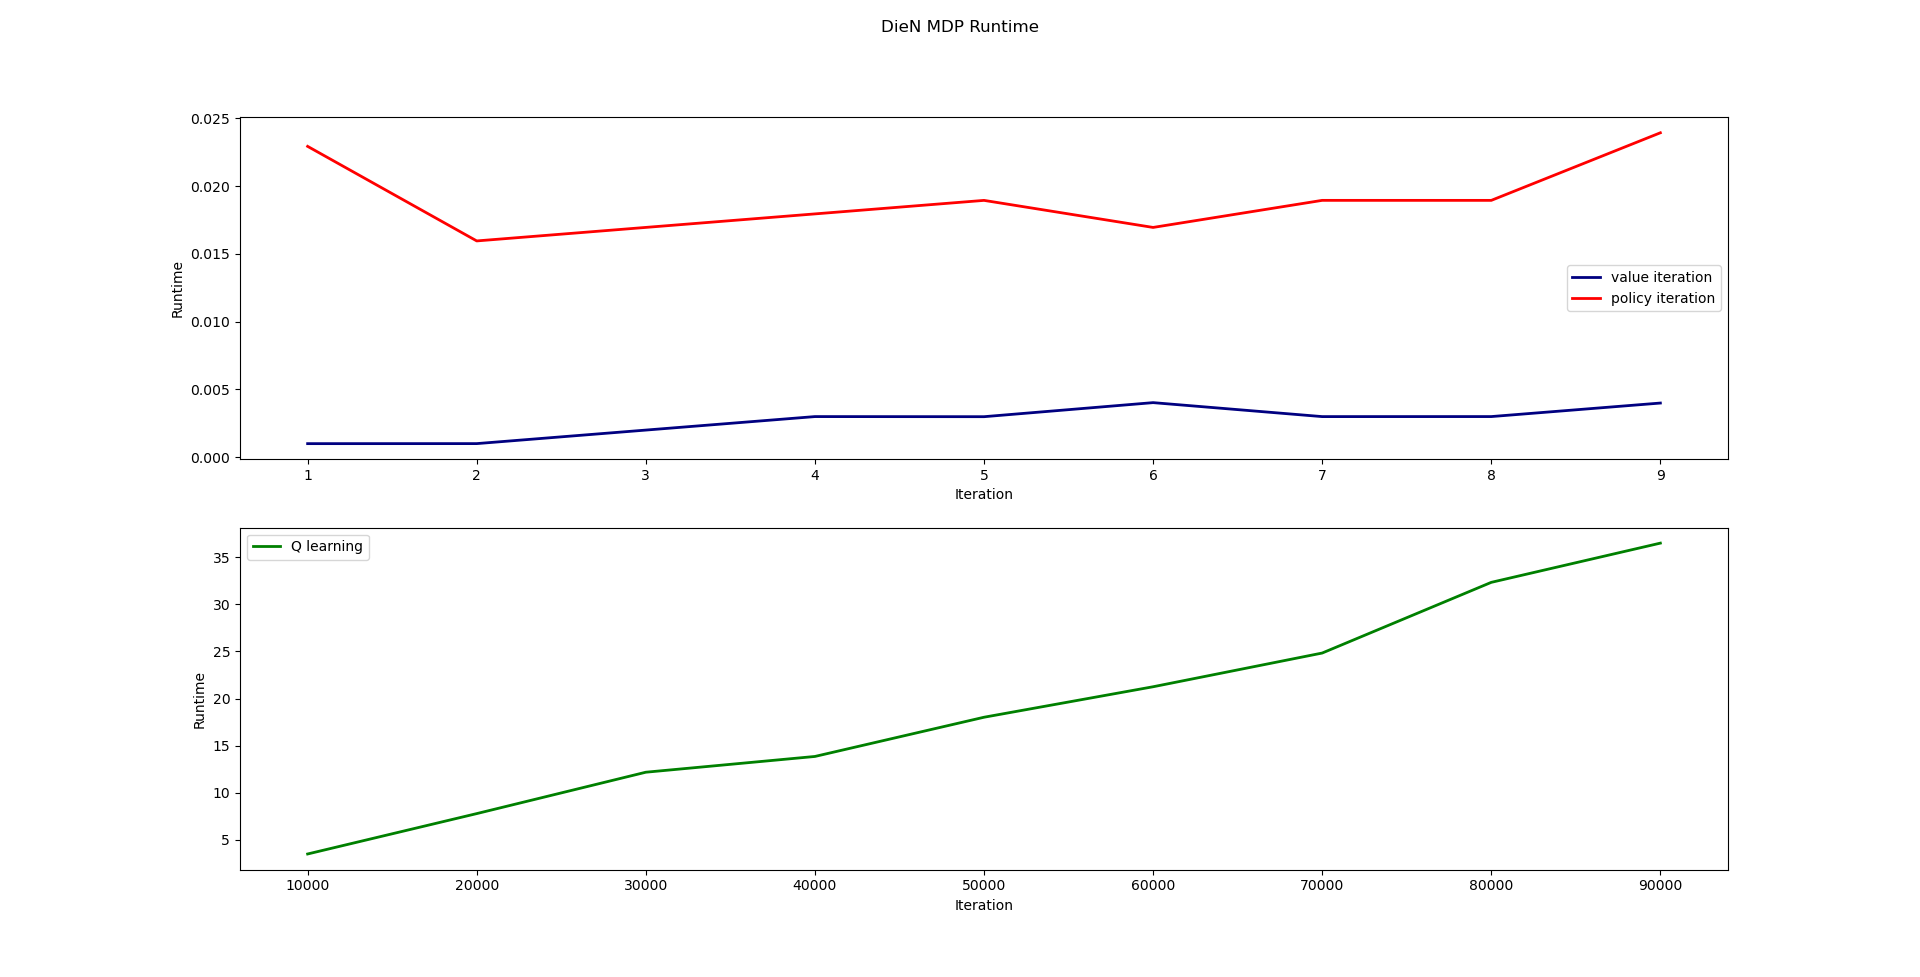 DieN MDP Runtime
0.025
0.020
0.015
0.010
0.005
0.000
Runtime
value iteration
policy iteration
1 2 3 4 5 6 7 8 9
Iteration
Q learning
35
30
25
20
15
10
5
Runtime
10000 20000 30000 40000 50000 60000 70000 80000 90000
Iteration